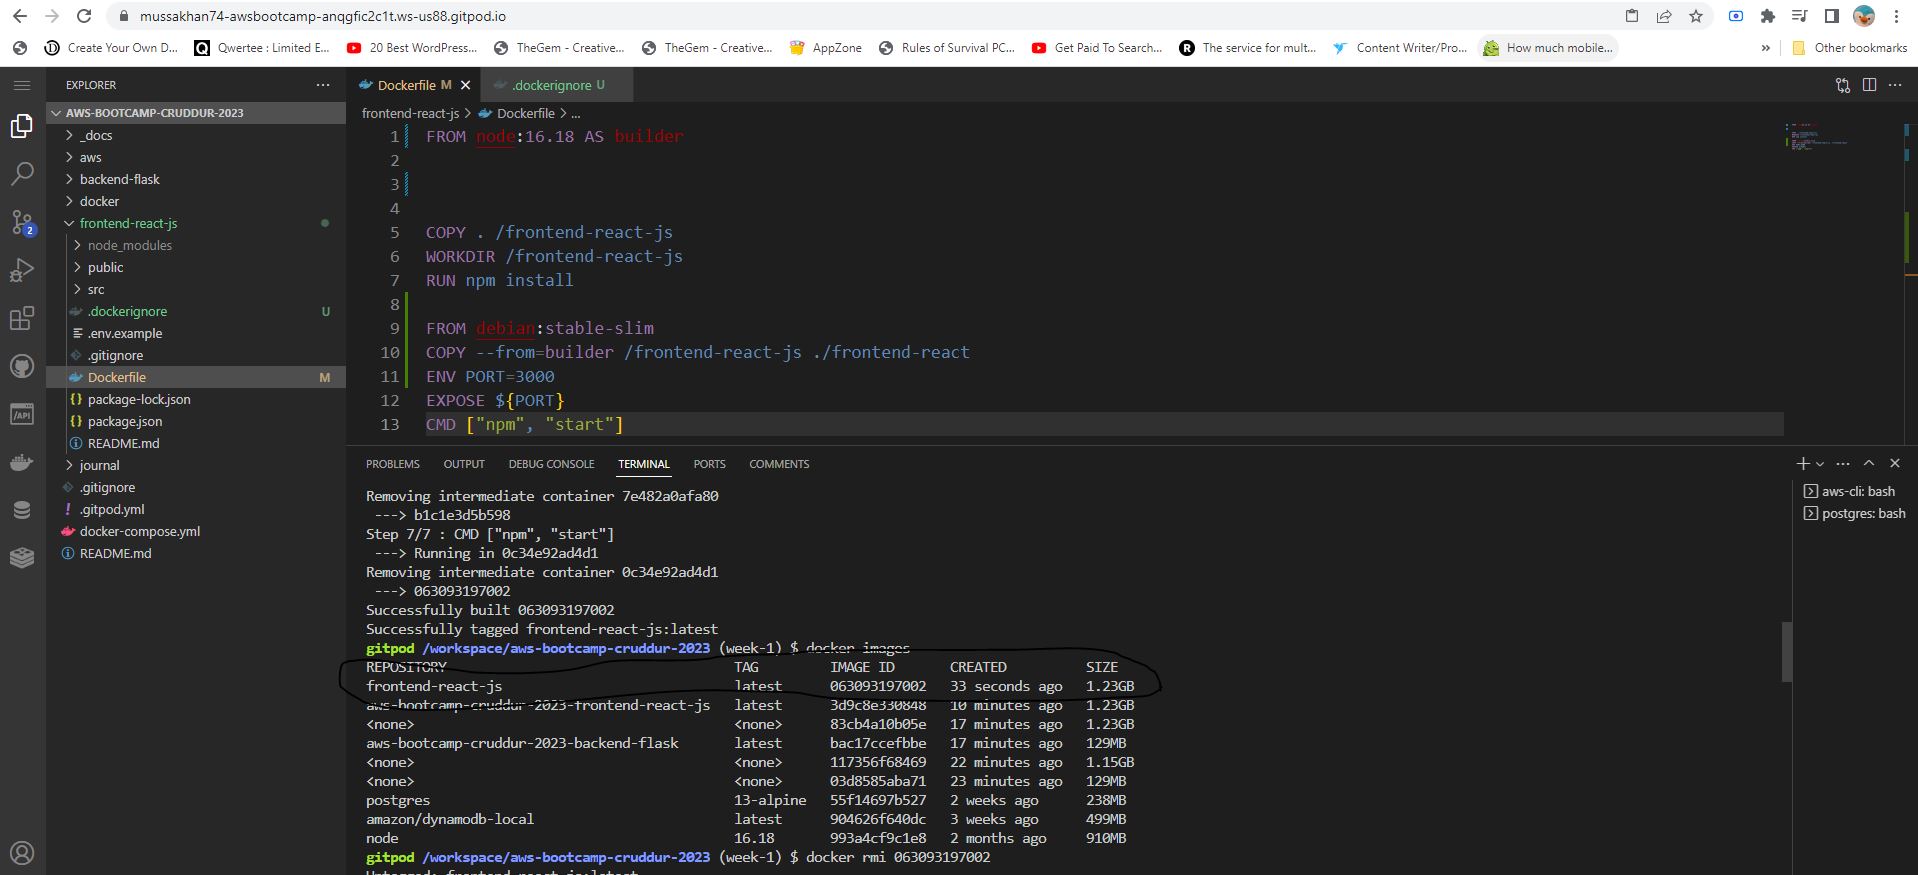 mussakhan74-awsbootcamp-anqgfic2c1t.ws-us88.gitpod.io
Create Your Own D...
Qwertee : Limited E...
20 Best WordPress...
TheGem - Creative...
TheGem - Creative...
AppZone
Rules of Survival PC...
Get Paid To Search...
The service for mult...
Content Writer/Pro...
How much mobile...
»
Other bookmarks
EXPLORER
AWS-BOOTCAMP-CRUDDUR-2023
_docs
aws
backend-flask
docker
frontend-react-js
node_modules
public
src
.dockerignore U
.env.example
.gitignore
Dockerfile M
package-lock.json
package.json
README.md
journal
.gitignore
.gitpod.yml
docker-compose.yml
README.md
2
/API
Dockerfile M
.dockerignore U
frontend-react-js > Dockerfile > ...
1 FROM node:16.18 AS builder
2
3
4
5 COPY . /frontend-react-js
6 WORKDIR /frontend-react-js
7 RUN npm install
8
9 FROM debian:stable-slim
10 COPY --from=builder /frontend-react-js ./frontend-react
11 ENV PORT=3000
12 EXPOSE ${PORT}
13 CMD ["npm", "start"]
PROBLEMS OUTPUT DEBUG CONSOLE TERMINAL PORTS COMMENTS
Removing intermediate container 7e482a0afa80
---> b1c1e3d5b598
Step 7/7 : CMD ["npm", "start"]
---> Running in 0c34e92ad4d1
Removing intermediate container 0c34e92ad4d1
---> 063093197002
Successfully built 063093197002
Successfully tagged frontend-react-js:latest
gitpod /workspace/aws-bootcamp-cruddur-2023 (week-1) $ docker images
REPOSITORY TAG IMAGE ID CREATED SIZE
frontend-react-js latest 063093197002 33 seconds ago 1.23GB
aws-bootcamp-cruddur-2023-frontend-react-js latest 3d9c8e330848 10 minutes ago 1.23GB
<none> <none> 83cb4a10b05e 17 minutes ago 1.23GB
aws-bootcamp-cruddur-2023-backend-flask latest bac17ccefbbe 17 minutes ago 129MB
<none> <none> 117356f68469 22 minutes ago 1.15GB
<none> <none> 03d8585aba71 23 minutes ago 129MB
postgres 13-alpine 55f14697b527 2 weeks ago 238MB
amazon/dynamodb-local latest 904626f640dc 3 weeks ago 499MB
node 16.18 993a4cf9c1e8 2 months ago 910MB
gitpod /workspace/aws-bootcamp-cruddur-2023 (week-1) $ docker rmi 063093197002
Untagged: frontend-react-js:latest
aws-cli: bash
postgres: bash